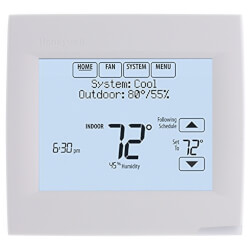 HOME FAN SYSTEM MENU
System: Cool
Outdoor: 80°/55%
Following
Schedule
INDOOR 72° Set To 72°
6:30 pm
45% Humidity